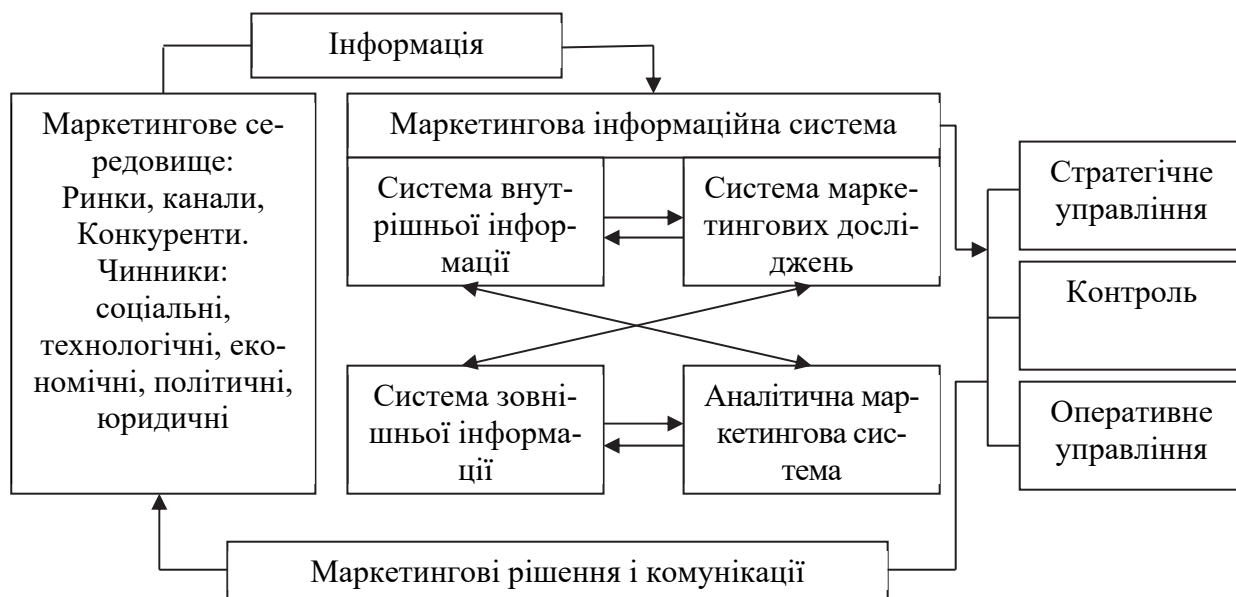 Інформація
Маркетингове се-
редовище:
Ринки, канали,
Конкуренти.
Чинники:
соціальні,
технологічні, еко-
номічні, політичні,
юридичні
Маркетингова інформаційна система
Система внут-
рішньої інфор-
мації
Система марке-
тингових дослі-
джень
Система зовні-
шньої інформа-
ції
Аналітична мар-
кетингова сис-
тема
Стратегічне
управління
Контроль
Оперативне
управління
Маркетингові рішення і комунікації